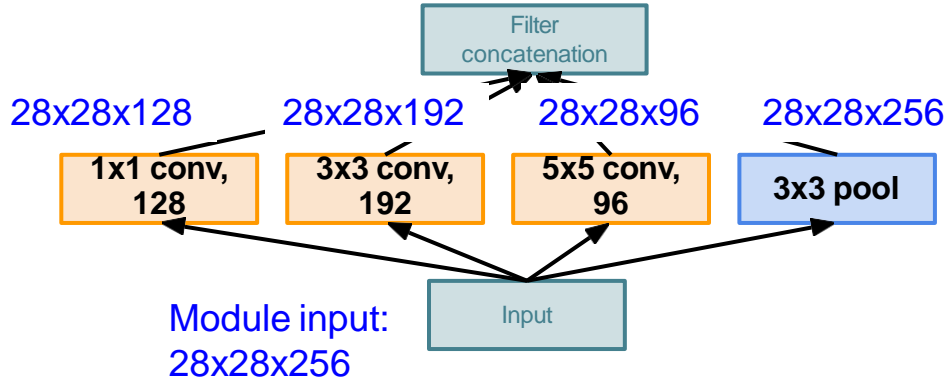 Filter
concatenation
28x28x128
28x28x192
28x28x96
28x28x256
1x1 conv,
128
3x3 conv,
192
5x5 conv,
96
3x3 pool
Input
Module input:
28x28x256